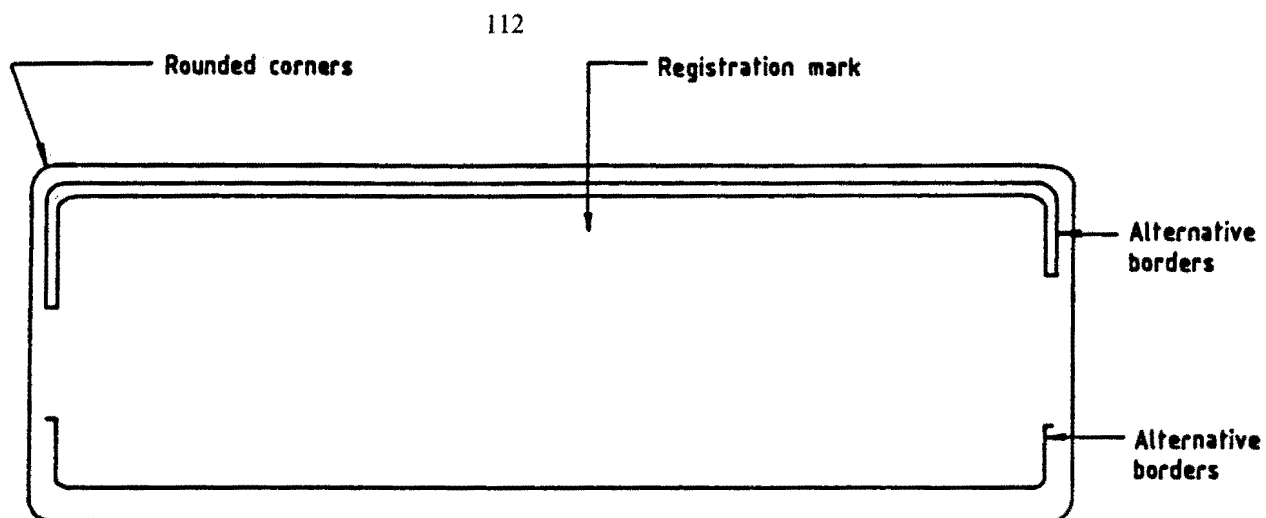 112
Rounded corners
Registration mark
Alternative
borders
Alternative
borders